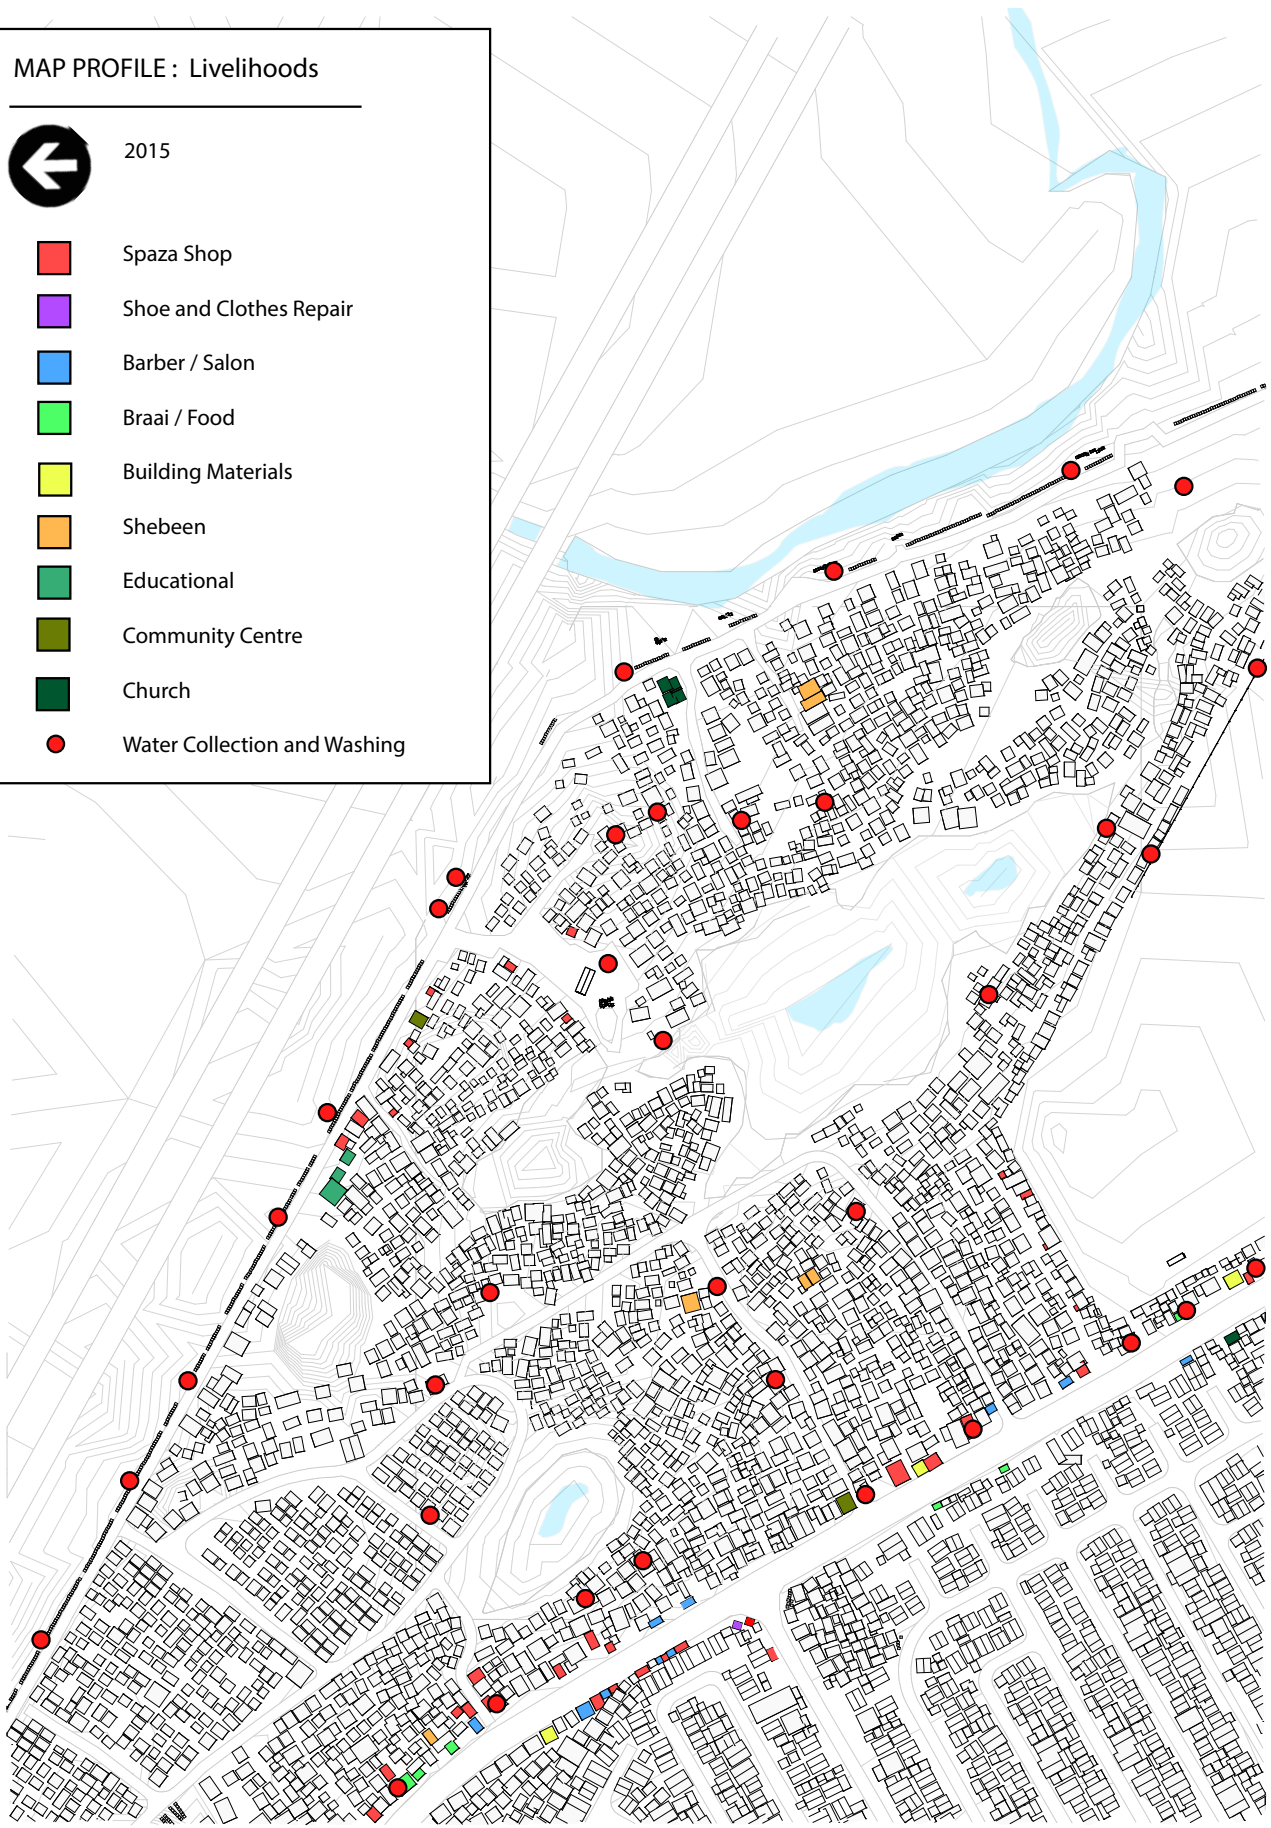 MAP PROFILE : Livelihoods
2015
Spaza Shop
Shoe and Clothes Repair
Barber / Salon
Braai / Food
Building Materials
Shebeen
Educational
Community Centre
Church
Water Collection and Washing